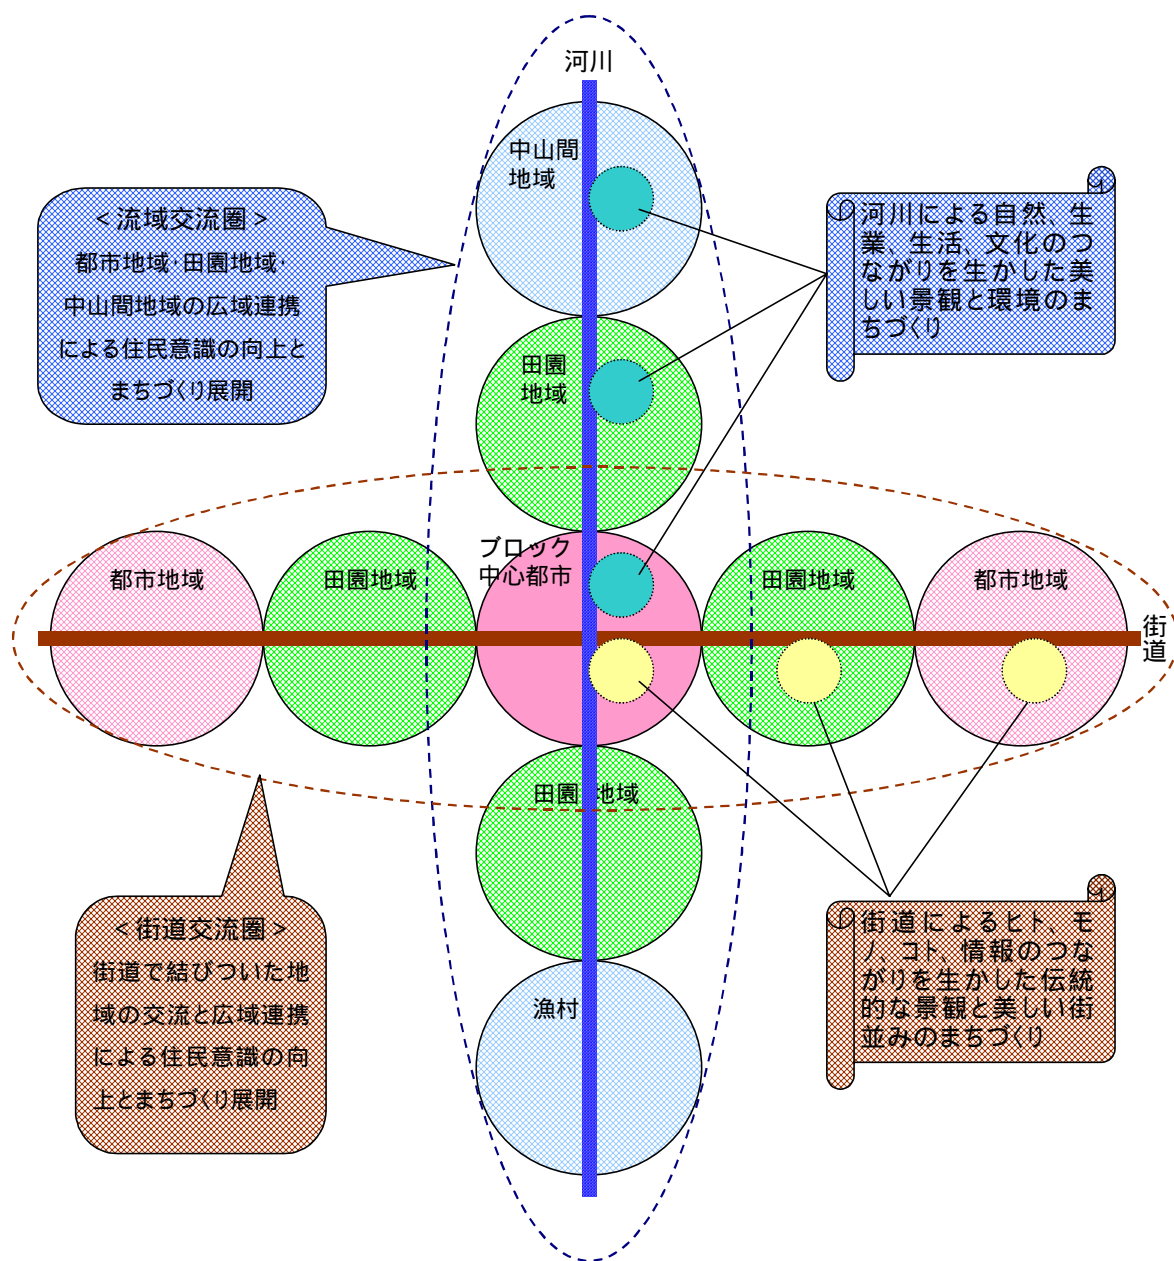 河川
中山間
地域
＜流域交流圏＞
都市地域・田園地域・
中山間地域の広域連携
による住民意識の向上と
まちづくり展開
河川による自然、生
業、生活、文化のつ
ながりを生かした美
しい景観と環境のま
ちづくり
田園
地域
ブロック
中心都市
都市地域
田園地域
田園地域
都市地域
街
道
田園 地域
＜街道交流圏＞
街道で結びついた地
域の交流と広域連携
による住民意識の向
上とまちづくり展開
街道によるヒト、モ
ノ、コト、情報のつな
がりを生かした伝統
的な景観と美しい街
並みのまちづくり
漁村